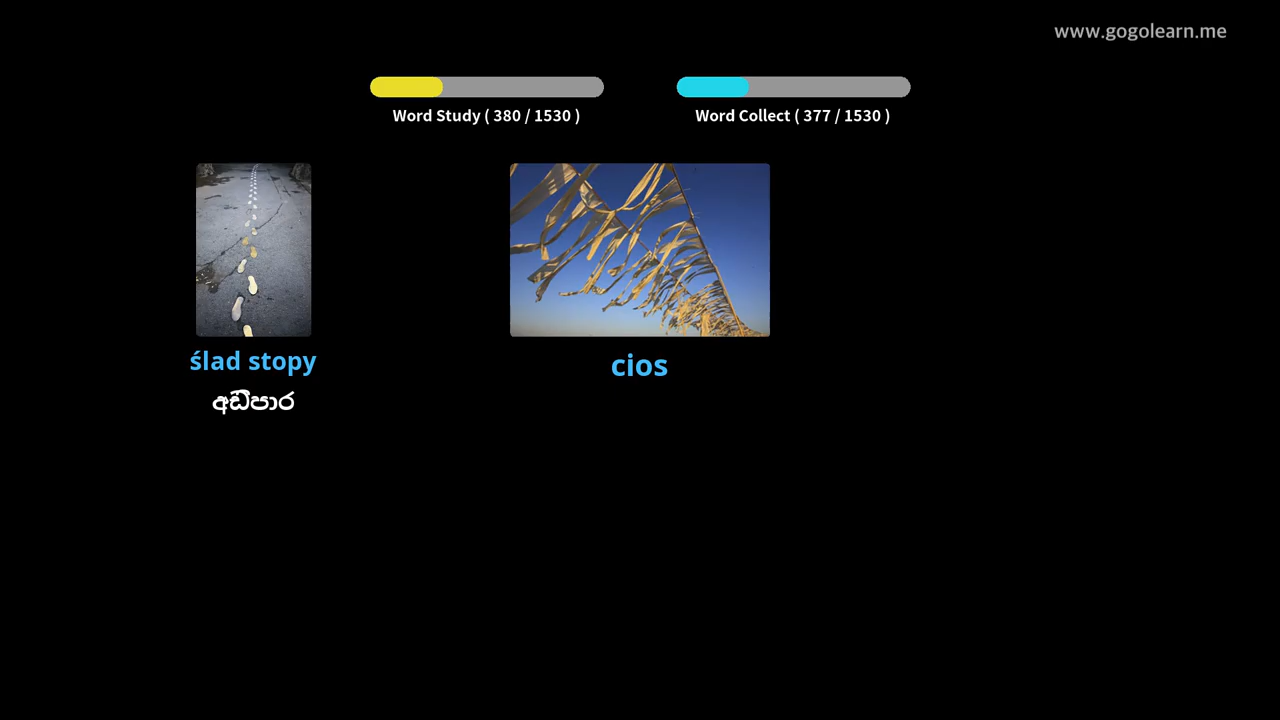 www.gogolearn.me
Word Study ( 380 / 1530 )
Word Collect ( 377 / 1530 )
ślad stopy
අඩිපාර
cios